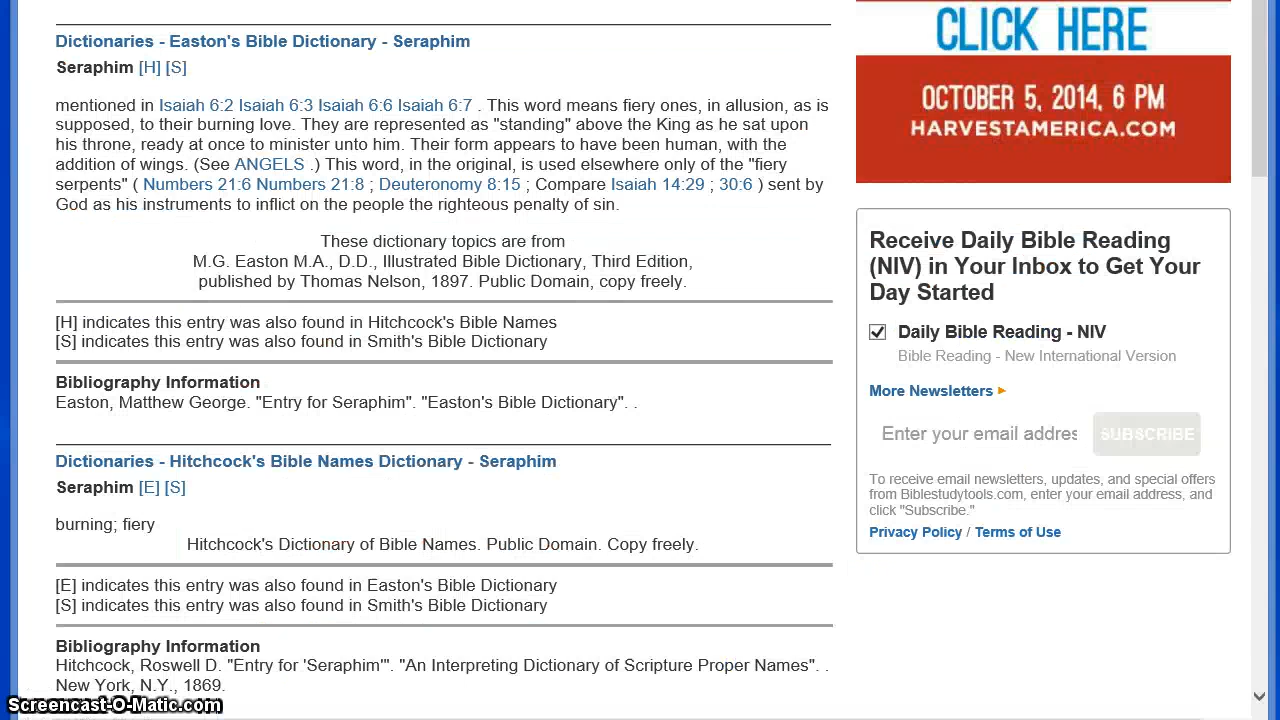 Dictionaries - Easton's Bible Dictionary - Seraphim
Seraphim [H] [S]
mentioned in Isaiah 6:2 Isaiah 6:3 Isaiah 6:6 Isaiah 6:7 . This word means fiery ones, in allusion, as is
supposed, to their burning love. They are represented as "standing" above the King as he sat upon
his throne, ready at once to minister unto him. Their form appears to have been human, with the
addition of wings. (See ANGELS .) This word, in the original, is used elsewhere only of the "fiery
serpents" ( Numbers 21:6 Numbers 21:8 ; Deuteronomy 8:15 ; Compare Isaiah 14:29 ; 30:6 ) sent by
God as his instruments to inflict on the people the righteous penalty of sin.
These dictionary topics are from
M.G. Easton M.A., D.D., Illustrated Bible Dictionary, Third Edition,
published by Thomas Nelson, 1897. Public Domain, copy freely.
[H] indicates this entry was also found in Hitchcock's Bible Names
[S] indicates this entry was also found in Smith's Bible Dictionary
Bibliography Information
Easton, Matthew George. "Entry for Seraphim". "Easton's Bible Dictionary". .
Dictionaries - Hitchcock's Bible Names Dictionary - Seraphim
Seraphim [E] [S]
burning; fiery
Hitchcock's Dictionary of Bible Names. Public Domain. Copy freely.
[E] indicates this entry was also found in Easton's Bible Dictionary
[S] indicates this entry was also found in Smith's Bible Dictionary
Bibliography Information
Hitchcock, Roswell D. "Entry for 'Seraphim'". "An Interpreting Dictionary of Scripture Proper Names". .
New York, N.Y., 1869.
CLICK HERE
OCTOBER 5, 2014, 6 PM
HARVESTAMERICA.COM
Receive Daily Bible Reading
(NIV) in Your Inbox to Get Your
Day Started
Daily Bible Reading - NIV
Bible Reading - New International Version
More Newsletters
Enter your email addres
SUBSCRIBE
To receive email newsletters, updates, and special offers
from Biblestudytools.com, enter your email address, and
click "Subscribe."
Privacy Policy / Terms of Use
Screencast-O-Matic.com